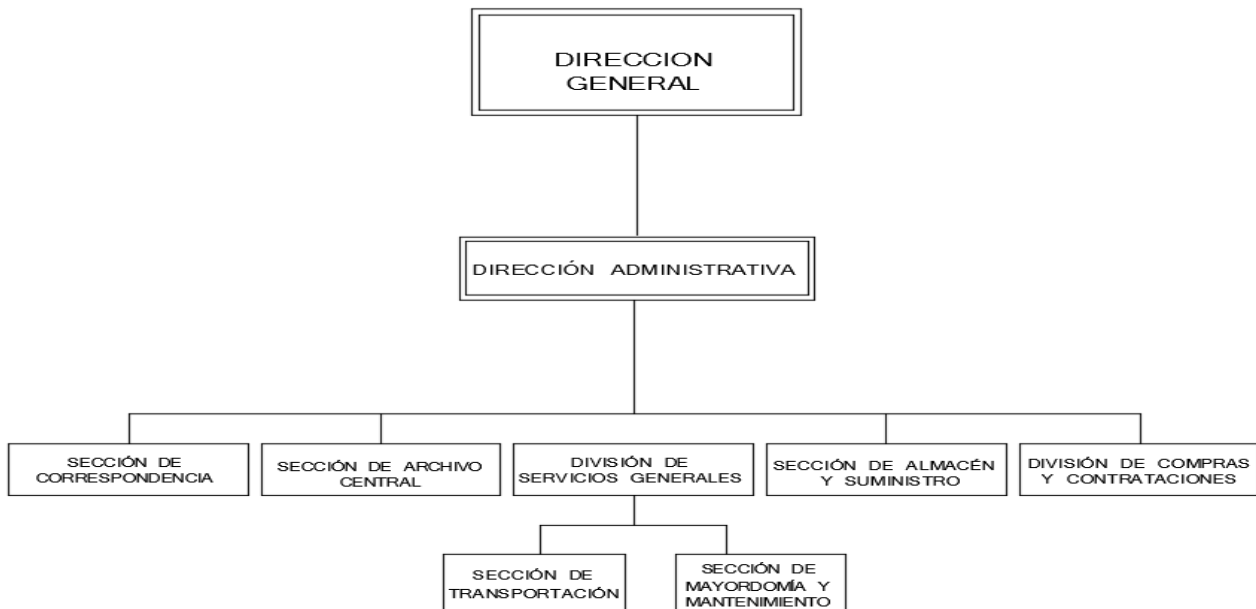 DIRECCION
GENERAL
DIRECCIÓN ADMINISTRATIVA
SECCIÓN DE
CORRESPONDENCIA
SECCIÓN DE ARCHIVO
CENTRAL
DIVISIÓN DE
SERVICIOS GENERALES
SECCIÓN DE ALMACÉN
Y SUMINISTRO
DIVISIÓN DE COMPRAS
Y CONTRATACIONES
SECCIÓN DE
TRANSPORTACIÓN
SECCIÓN DE
MAYORDOMÍA Y
MANTENIMIENTO